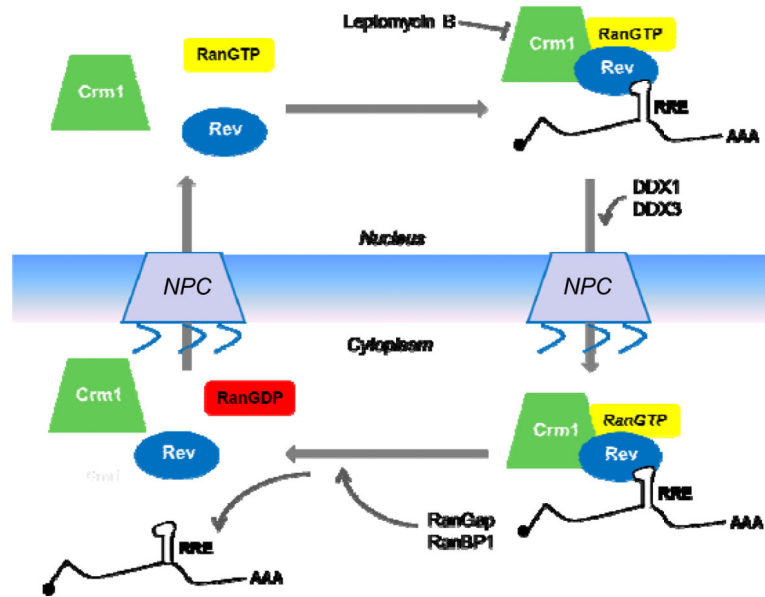 Leptomycin B
Crm1
RanGTP
Rev
RRE
AAA
Crm1
RanGTP
Rev
DDX1
DDX3
Nucleus
NPC
NPC
Cytoplasm
Crm1
RanGDP
Rev
Crm1
RanGTP
Rev
RRE
AAA
RanGap
RanBP1
Crm1
RRE
AAA